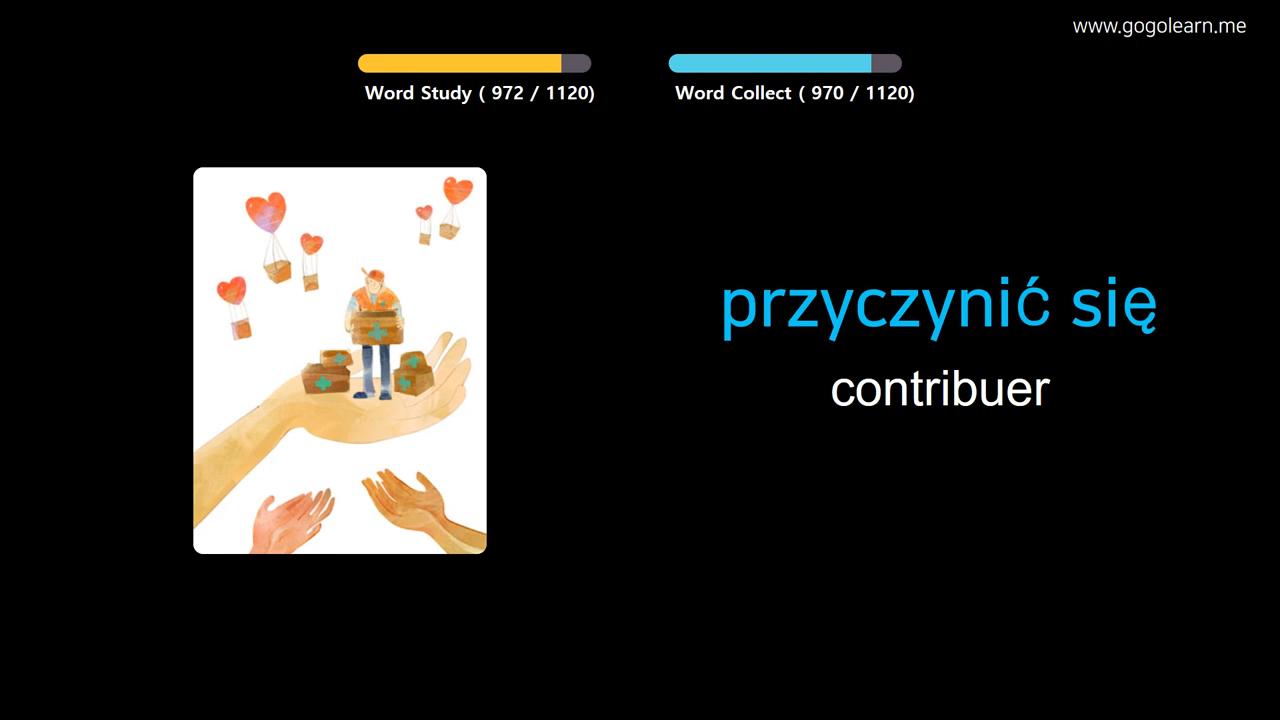 www.gogolearn.me
Word Study ( 972 / 1120)
Word Collect ( 970 / 1120)
przyczynić się
contribuer